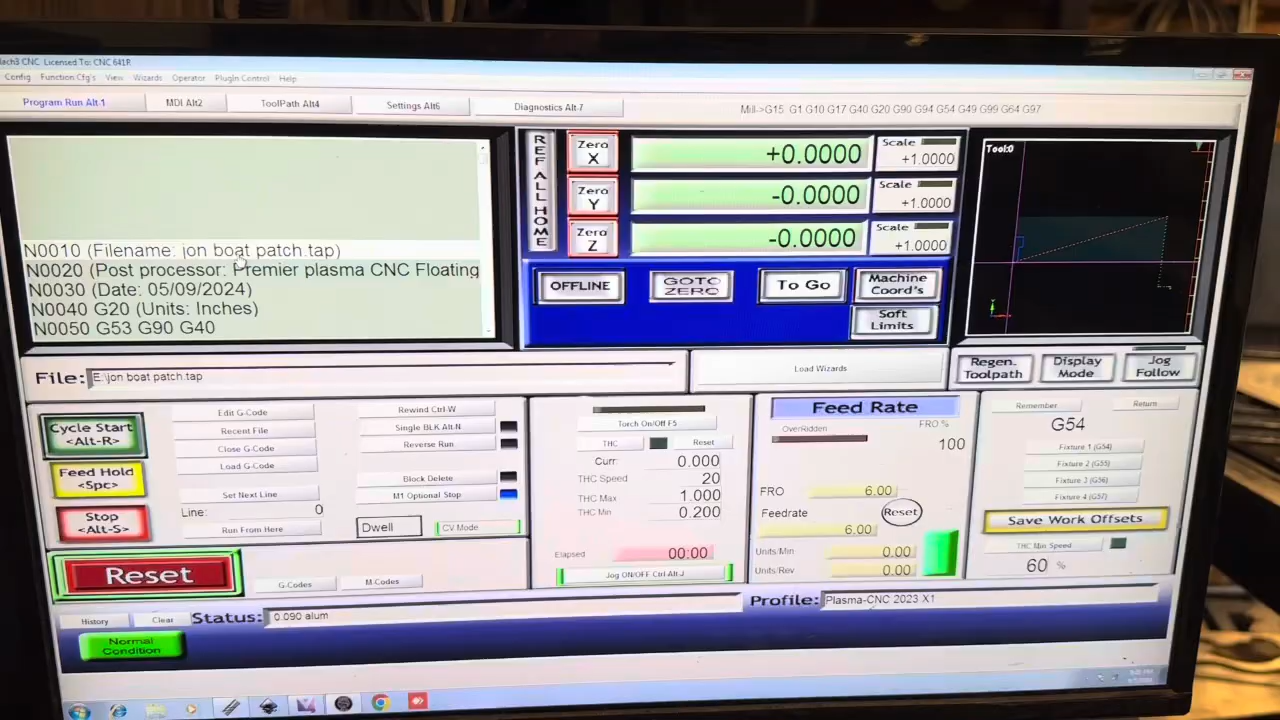 Mach3 CNC Licensed To: CNC 641R
Config Function Cfg's View Wizards Operator PlugIn Control Help
Program Run Alt-1 MDI Alt2 ToolPath Alt4 Settings Alt6 Diagnostics Alt-7
Mill->G15 G1 G10 G17 G40 G20 G90 G94 G54 G49 G99 G64 G97
N0010 (Filename: jon boat patch.tap)
N0020 (Post processor: Premier plasma CNC Floating
N0030 (Date: 05/09/2024)
N0040 G20 (Units: Inches)
N0050 G53 G90 G40
REF ALL HOME
Zero X +0.0000 Scale +1.0000
Zero Y -0.0000 Scale +1.0000
Zero Z -0.0000 Scale +1.0000
OFFLINE GOTO ZERO To Go Machine Coord's
Soft Limits
Tool:0
File: E:\jon boat patch.tap
Load Wizards
Regen. Toolpath Display Mode Jog Follow
Cycle Start <Alt-R>
Feed Hold <Spc>
Stop <Alt-S>
Reset
Edit G-Code
Recent File
Close G-Code
Load G-Code
Set Next Line
Line: 0
Run From Here
Rewind Ctrl-W
Single BLK Alt-N
Reverse Run
Block Delete
M1 Optional Stop
Dwell CV Mode
G-Codes M-Codes
Torch On/Off F5
THC Reset
Curr: 0.000
THC Speed 20
THC Max 1.000
THC Min 0.200
Elapsed 00:00
Jog ON/OFF Ctrl-Alt-J
Feed Rate
OverRidden FRO %
100
FRO 6.00
Feedrate Reset
6.00
Units/Min 0.00
Units/Rev 0.00
Remember Return
G54
Fixture 1 (G54)
Fixture 2 (G55)
Fixture 3 (G56)
Fixture 4 (G57)
Save Work Offsets
THC Min Speed
60 %
History Clear Status: 0.090 alum
Profile: Plasma-CNC 2023 X1
Normal Condition